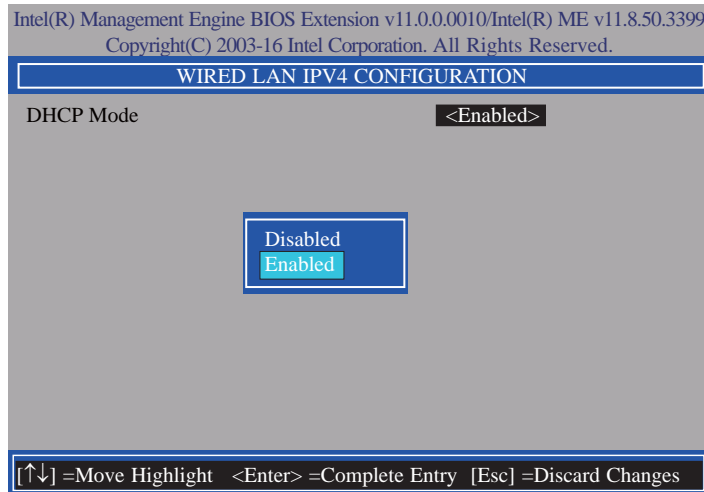 Intel(R) Management Engine BIOS Extension v11.0.0.0010/Intel(R) ME v11.8.50.3399
Copyright(C) 2003-16 Intel Corporation. All Rights Reserved.
WIRED LAN IPV4 CONFIGURATION
DHCP Mode <Enabled>
Disabled
Enabled
[↑↓] =Move Highlight <Enter> =Complete Entry [Esc] =Discard Changes